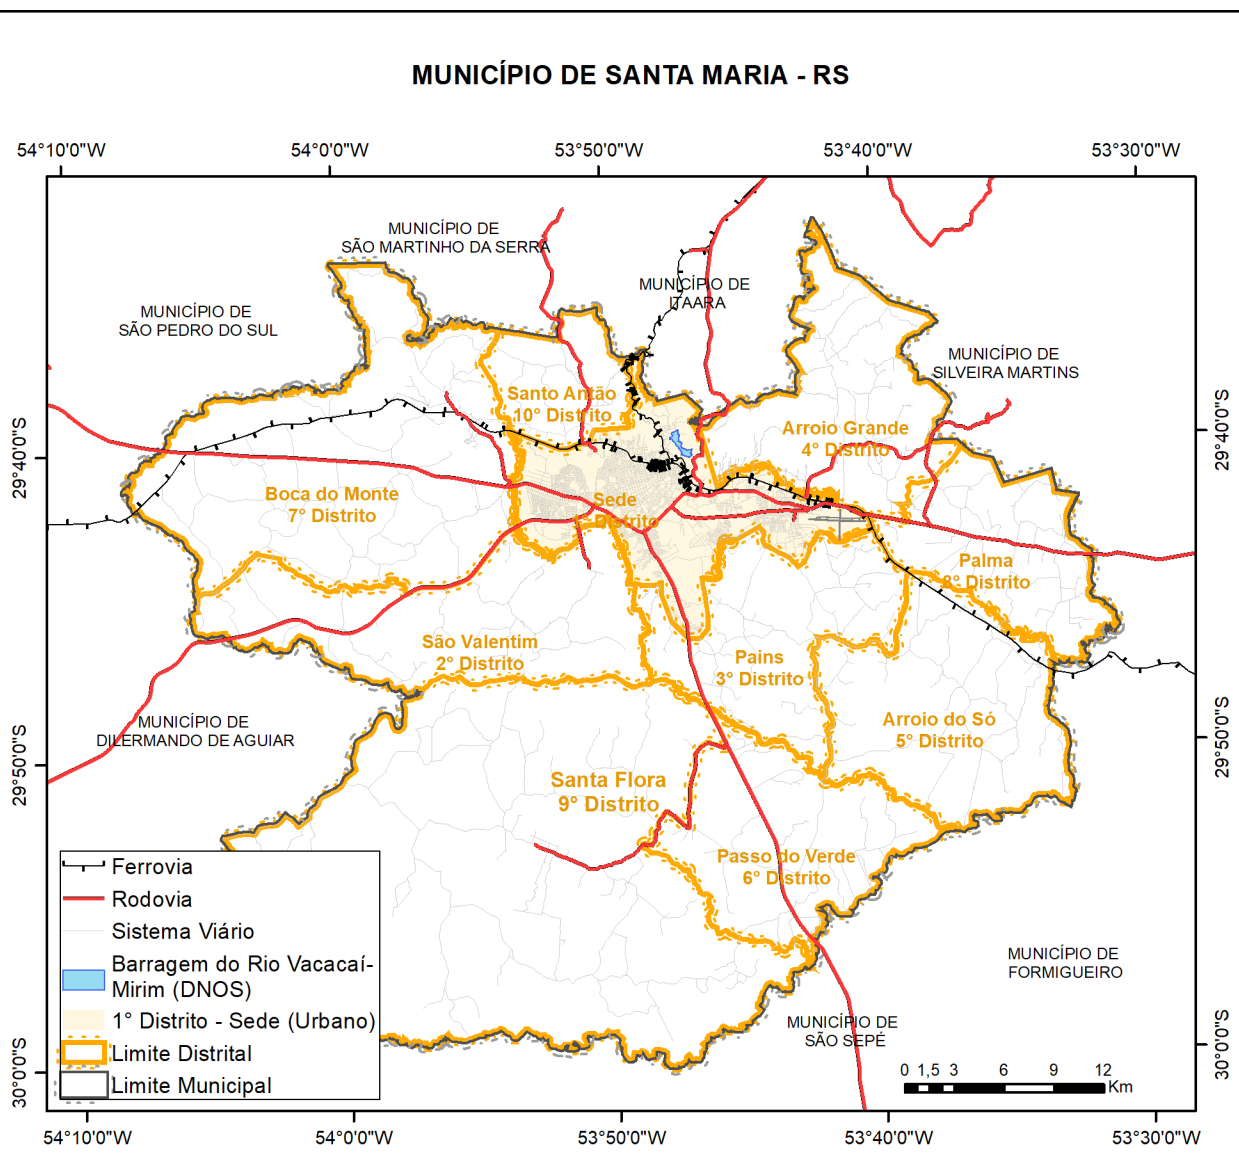 MUNICÍPIO DE SANTA MARIA - RS
54°10'0"W
54°0'0"W
53°50'0"W
53°40'0"W
53°30'0"W
MUNICÍPIO DE
SÃO MARTINHO DA SERRA
MUNICÍPIO DE
ITAARA
MUNICÍPIO DE
SÃO PEDRO DO SUL
MUNICÍPIO DE
SILVEIRA MARTINS
Santo Antão
10° Distrito
Arroio Grande
4° Distrito
29°40'0"S
29°40'0"S
Boca do Monte
7° Distrito
Sede
Distrito
Palma
8° Distrito
São Valentim
2° Distrito
Pains
3° Distrito
MUNICÍPIO DE
DILERMANDO DE AGUIAR
Arroio do Só
5° Distrito
29°50'0"S
29°50'0"S
Santa Flora
9° Distrito
Passo do Verde
6° Distrito
MUNICÍPIO DE
FORMIGUEIRO
MUNICÍPIO DE
SÃO SEPÉ
Ferrovia
Rodovia
Sistema Viário
Barragem do Rio Vacacaí-
Mirim (DNOS)
1° Distrito - Sede (Urbano)
Limite Distrital
Limite Municipal
30°0'0"S
30°0'0"S
0 1,5 3 6 9 12
Km
54°10'0"W
54°0'0"W
53°50'0"W
53°40'0"W
53°30'0"W